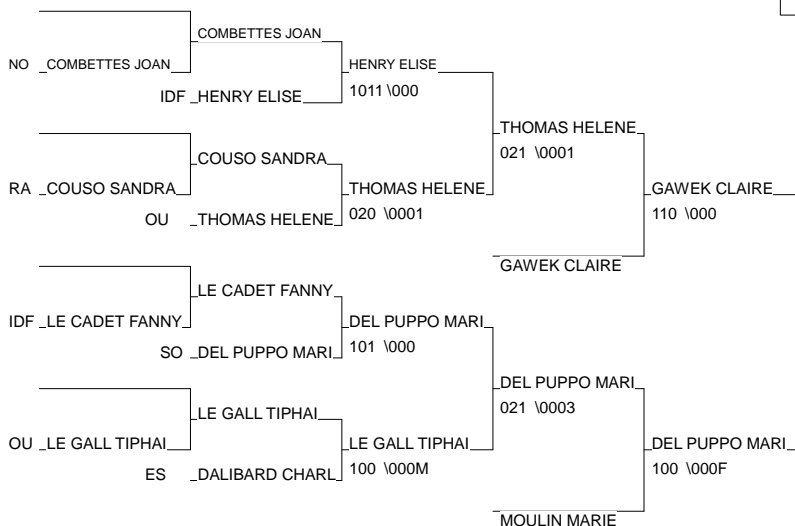 COMBETTES JOAN
NO COMBETTES JOAN
HENRY ELISE
IDF HENRY ELISE
1011 \000
THOMAS HELENE
021 \0001
COUSO SANDRA
RA COUSO SANDRA
THOMAS HELENE
GAWEK CLAIRE
OU THOMAS HELENE
020 \0001
110 \000
GAWEK CLAIRE
LE CADET FANNY
IDF LE CADET FANNY
DEL PUPPO MARI
SO DEL PUPPO MARI
101 \000
DEL PUPPO MARI
021 \0003
LE GALL TIPHAI
OU LE GALL TIPHAI
LE GALL TIPHAI
DEL PUPPO MARI
ES DALIBARD CHARL
100 \000M
100 \000F
MOULIN MARIE